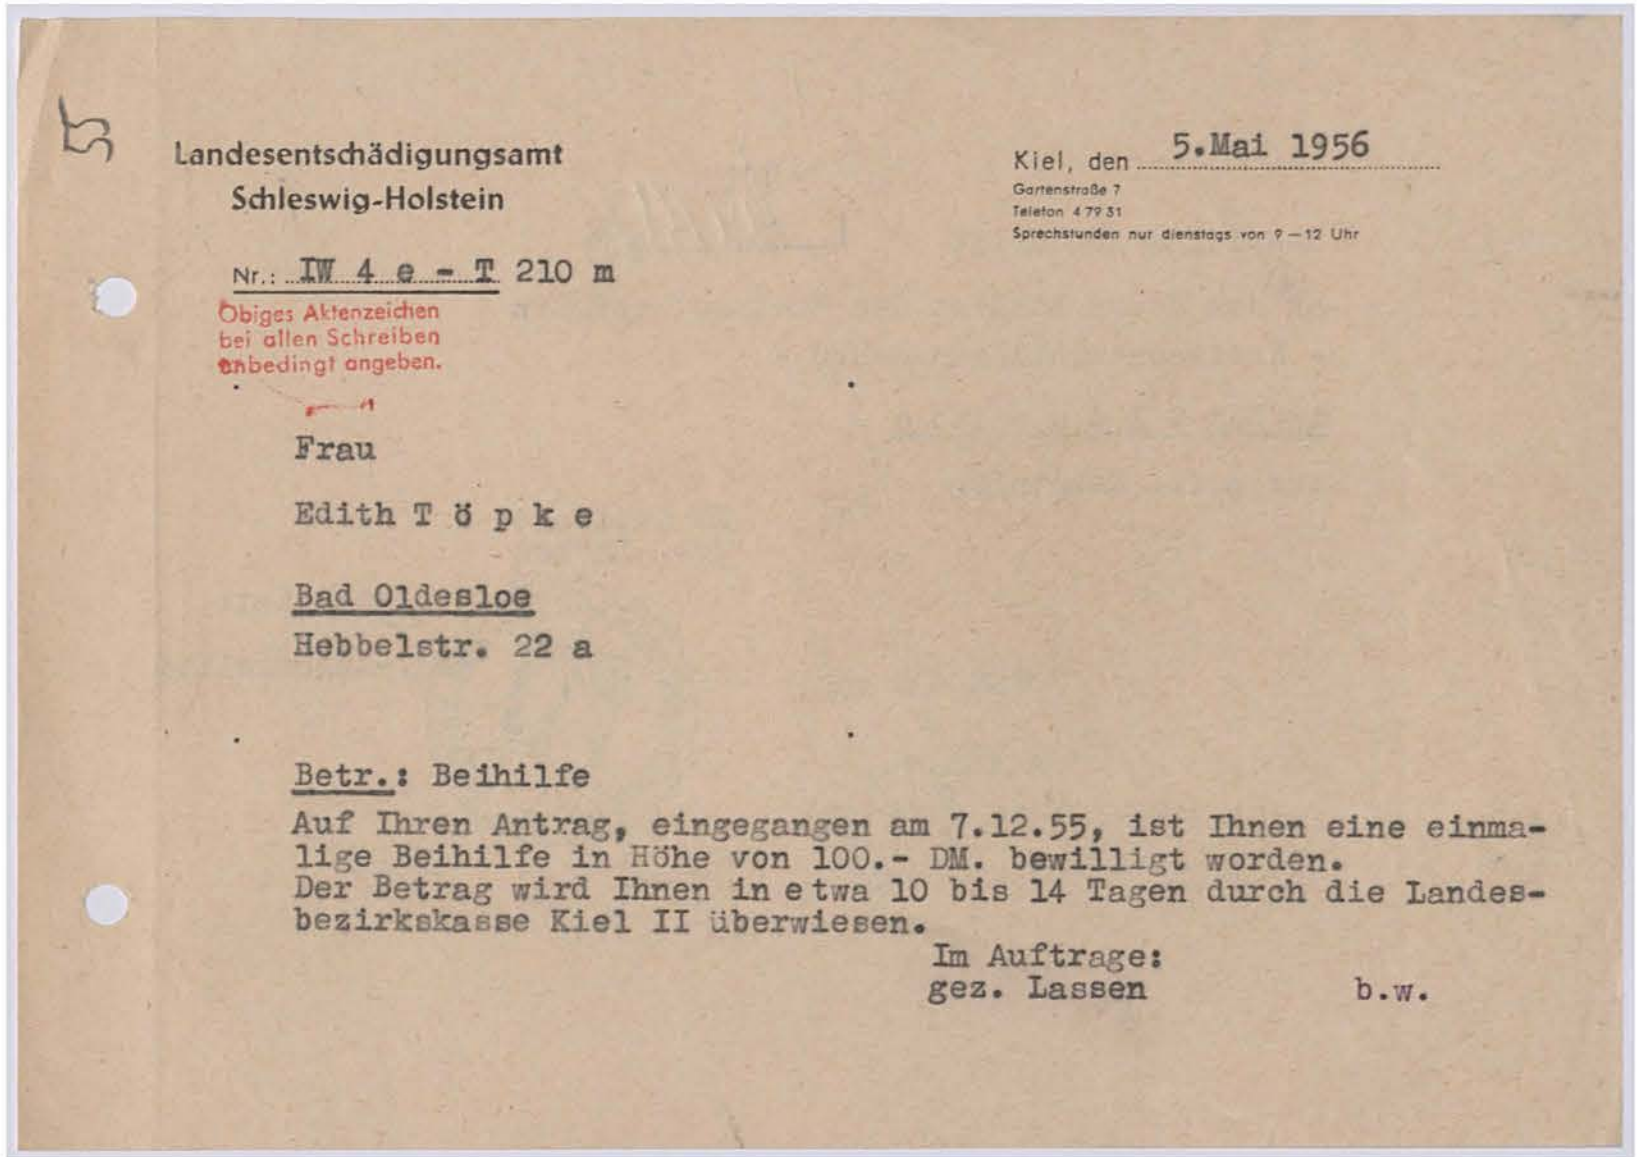 Landesentschädigungsamt
Schleswig-Holstein
Kiel, den 5.Mai 1956
Gartenstraße 7
Telefon 4 79 31
Sprechstunden nur dienstags von 9 — 12 Uhr
Nr.: IW 4 e - T 210 m
Obiges Aktenzeichen
bei allen Schreiben
unbedingt angeben.
Frau
Edith T ö p k e
Bad Oldesloe
Hebbelstr. 22 a
Betr.: Beihilfe
Auf Ihren Antrag, eingegangen am 7.12.55, ist Ihnen eine einma-
lige Beihilfe in Höhe von 100.- DM. bewilligt worden.
Der Betrag wird Ihnen in etwa 10 bis 14 Tagen durch die Landes-
bezirkskasse Kiel II überwiesen.
Im Auftrage:
gez. Lassen b.w.